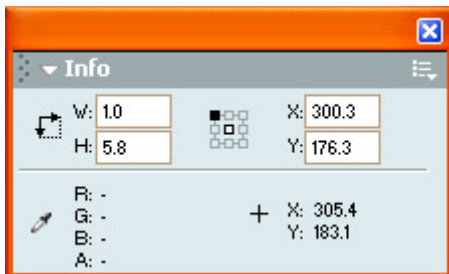 Info
W: 1.0 X: 300.3
H: 5.8 Y: 176.3
R: -
G: - X: 305.4
B: - Y: 183.1
A: -